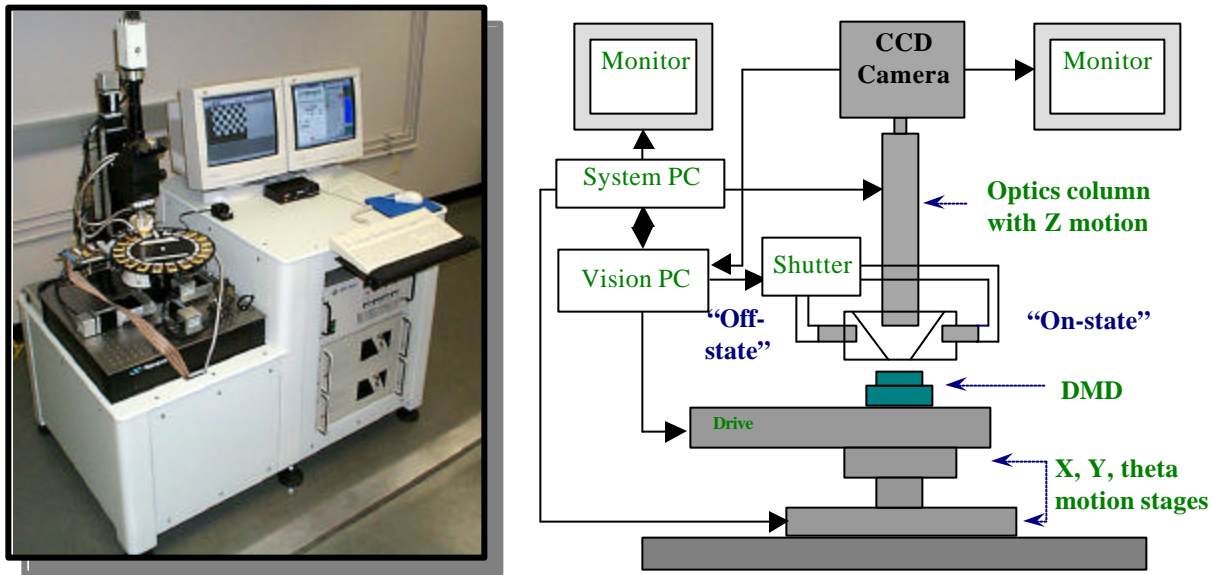 Monitor
CCD
Camera
Monitor
System PC
Optics column
with Z motion
Vision PC
Shutter
“Off-
state”
“On-state”
DMD
Drive
X, Y, theta
motion stages